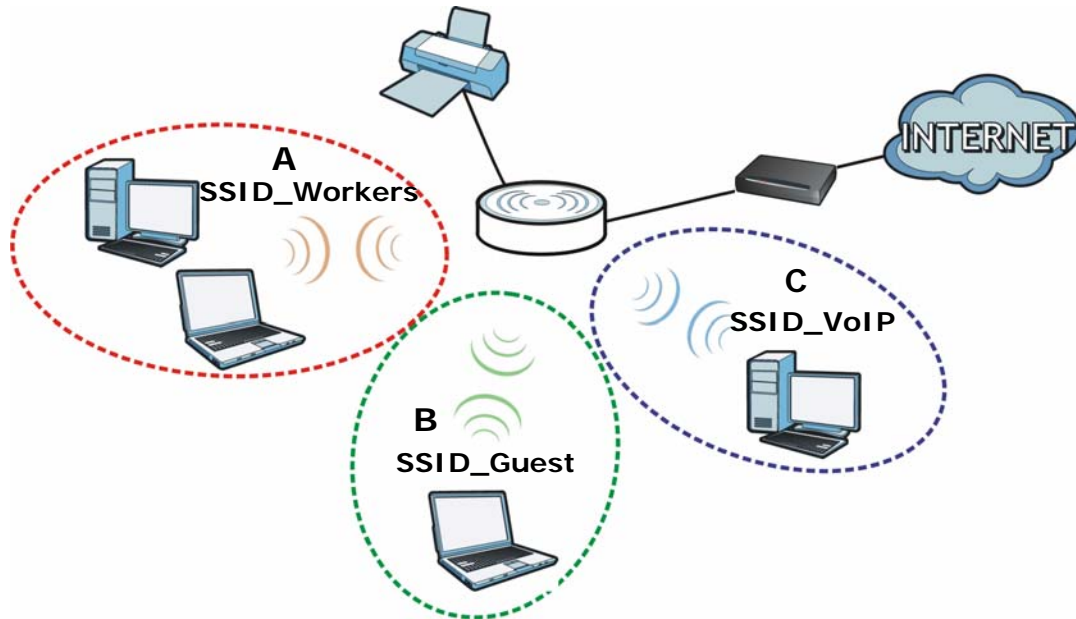 INTERNET
A
SSID_Workers
C
SSID_VoIP
B
SSID_Guest